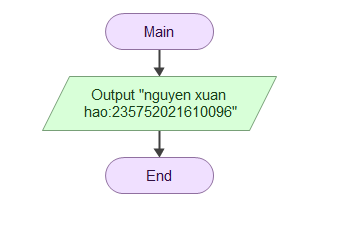 Main
Output "nguyen xuan
hao:235752021610096"
End